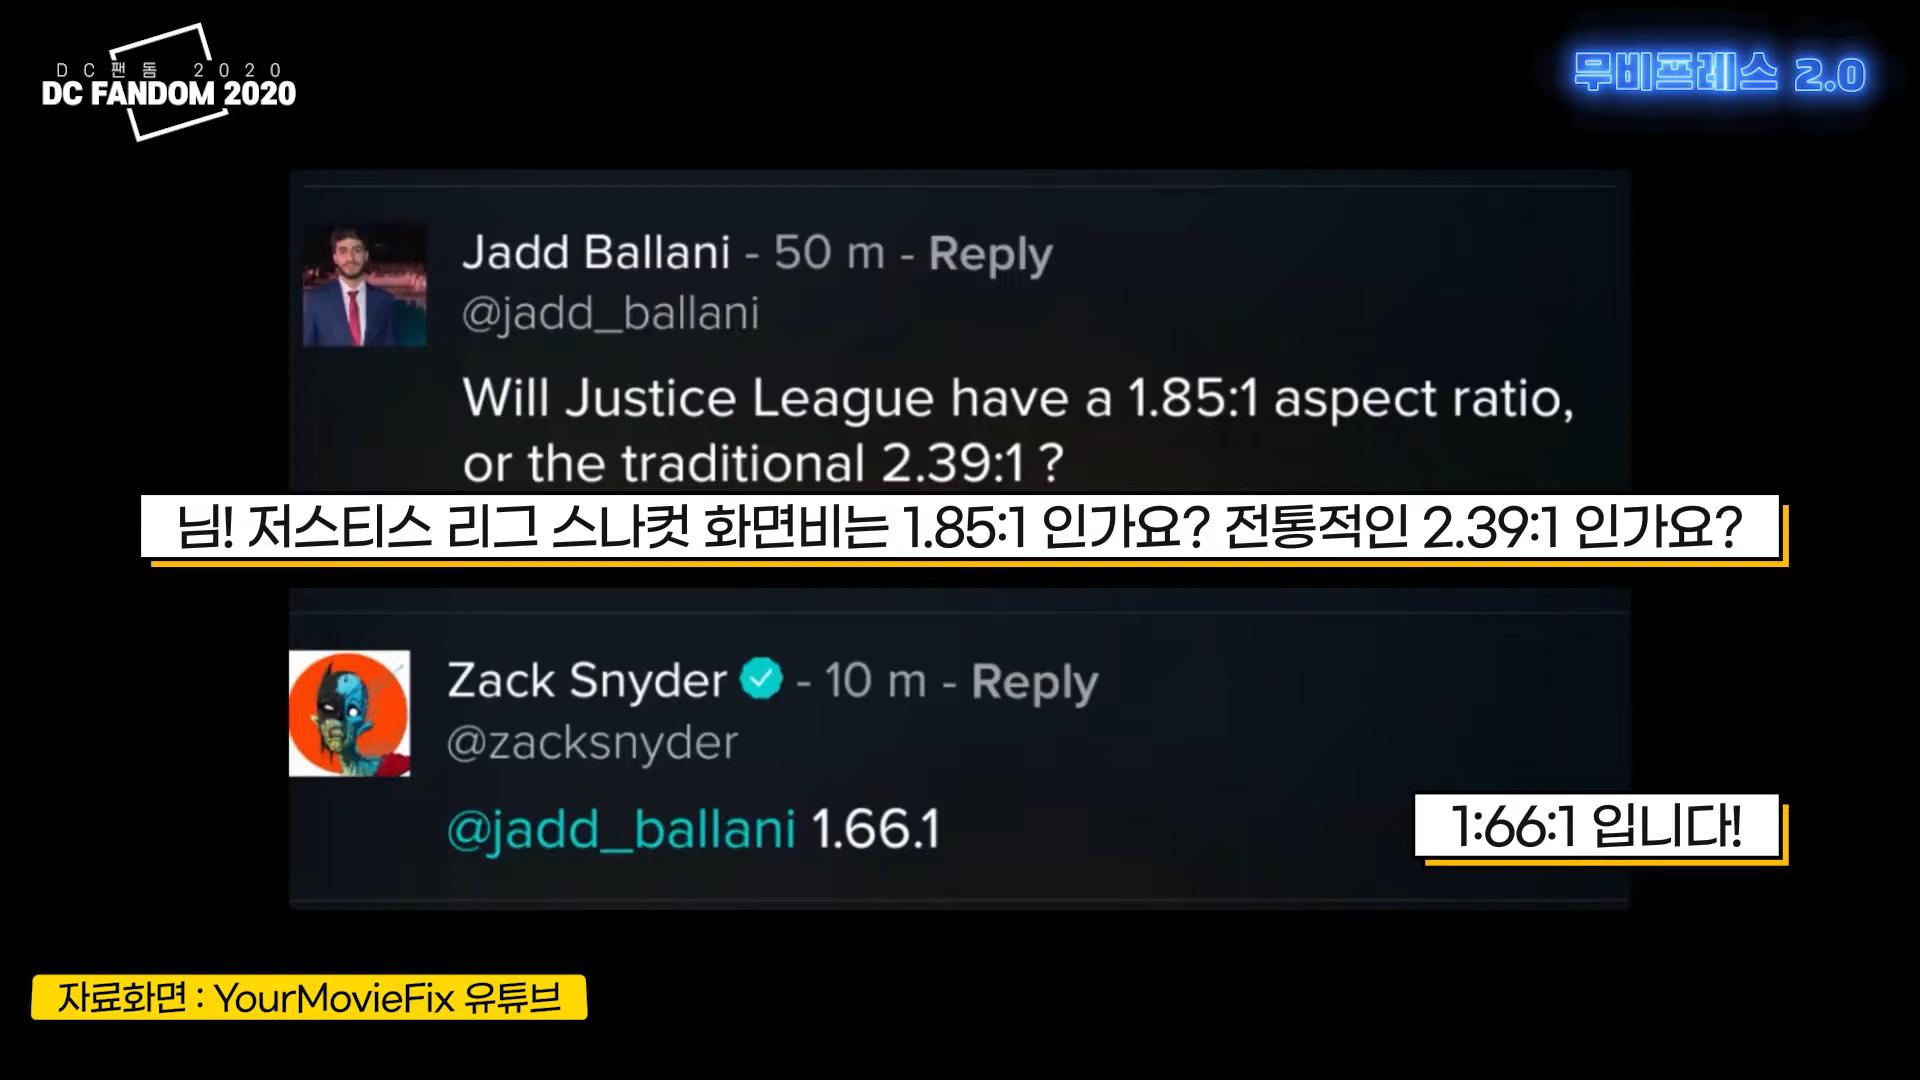 DC팬돔 2020
DC FANDOM 2020
무비프레스 2.0
Jadd Ballani - 50 m - Reply
@jadd_ballani
Will Justice League have a 1.85:1 aspect ratio,
or the traditional 2.39:1 ?
님! 저스티스 리그 스나컷 화면비는 1.85:1 인가요? 전통적인 2.39:1 인가요?
Zack Snyder - 10 m - Reply
@zacksnyder
@jadd_ballani 1.66.1
1:66:1 입니다!
자료화면 : YourMovieFix 유튜브